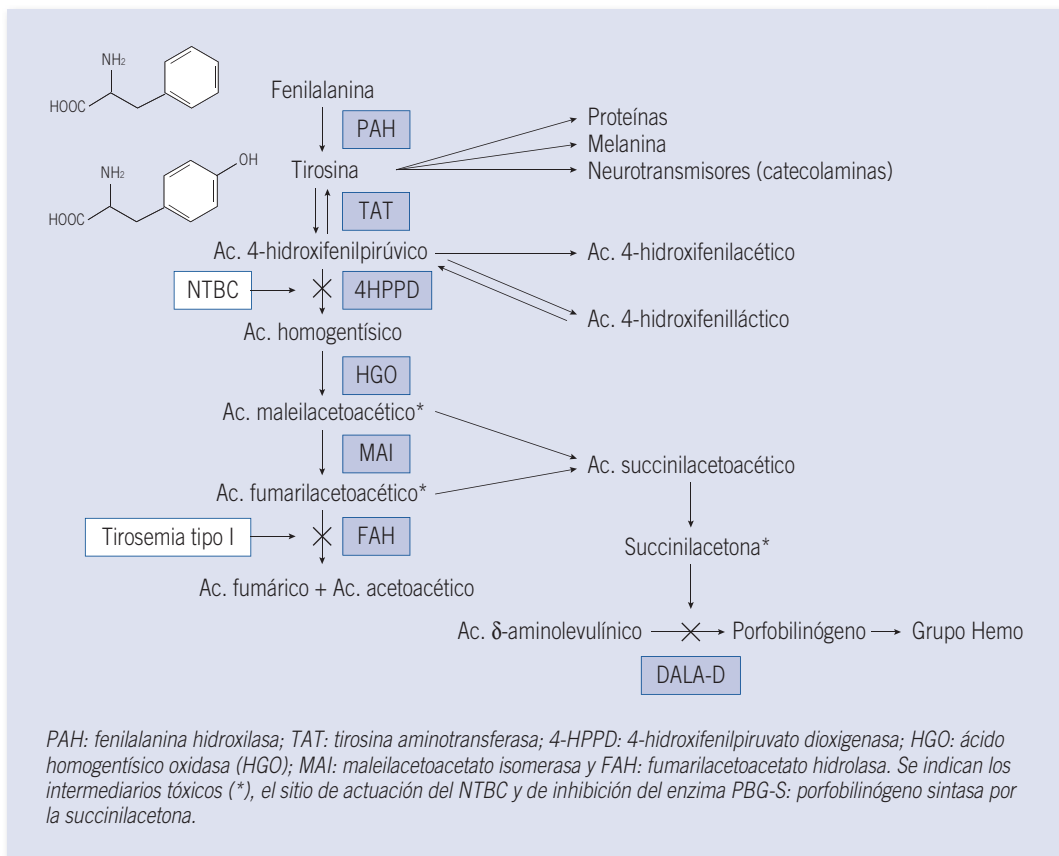 NH2
HOOC
Fenilalanina
PAH
Proteínas
Melanina
NH2
OH
HOOC
Tirosina
Neurotransmisores (catecolaminas)
TAT
Ac. 4-hidroxifenilpirúvico
Ac. 4-hidroxifenilacético
NTBC
4HPPD
Ac. 4-hidroxifenilláctico
Ac. homogentísico
HGO
Ac. maleilacetoacético*
MAI
Ac. succinilacetoacético
Ac. fumarilacetoacético*
Tirosemia tipo I
FAH
Succinilacetona*
Ac. fumárico + Ac. acetoacético
Ac. δ-aminolevulínico
Porfobilinógeno
Grupo Hemo
DALA-D
PAH: fenilalanina hidroxilasa; TAT: tirosina aminotransferasa; 4-HPPD: 4-hidroxifenilpiruvato dioxigenasa; HGO: ácido
homogentísico oxidasa (HGO); MAI: maleilacetoacetato isomerasa y FAH: fumarilacetoacetato hidrolasa. Se indican los
intermediarios tóxicos (*), el sitio de actuación del NTBC y de inhibición del enzima PBG-S: porfobilinógeno sintasa por
la succinilacetona.